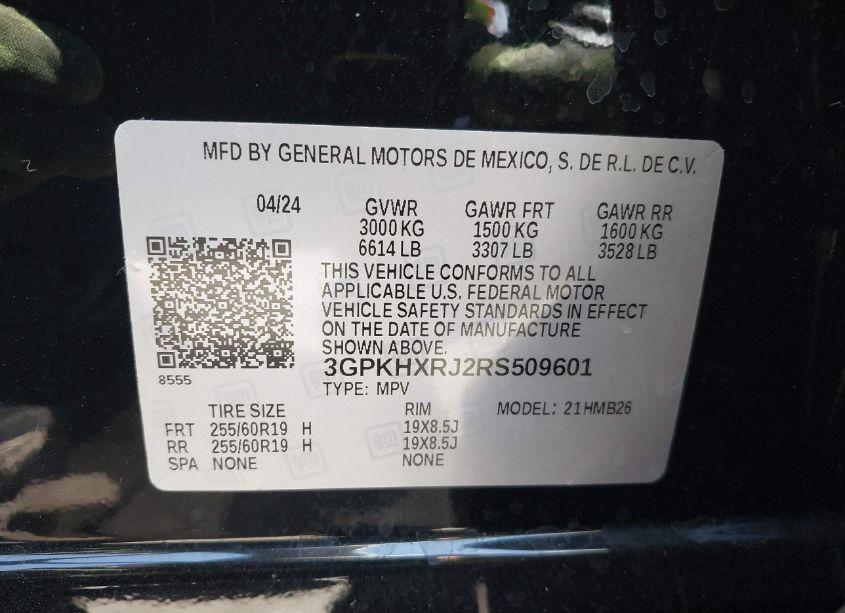 MFD BY GENERAL MOTORS DE MEXICO, S. DE R.L. DE C.V.
04/24 GVWR GAWR FRT GAWR RR
3000 KG 1500 KG 1600 KG
6614 LB 3307 LB 3528 LB
THIS VEHICLE CONFORMS TO ALL
APPLICABLE U.S. FEDERAL MOTOR
VEHICLE SAFETY STANDARDS IN EFFECT
ON THE DATE OF MANUFACTURE
SHOWN ABOVE.
3GPKHXRJ2RS509601
8555
TYPE: MPV
TIRE SIZE RIM MODEL: 21HMB26
FRT 255/60R19 H 19X8.5J
RR 255/60R19 H 19X8.5J
SPA NONE NONE